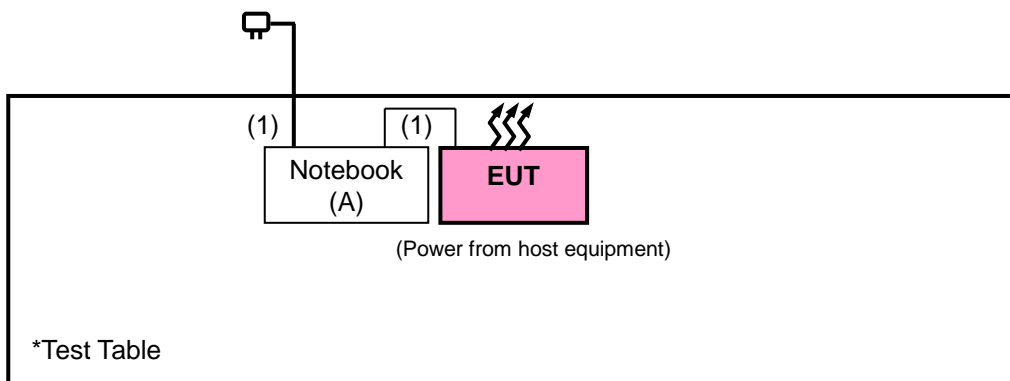 (1)
(1)
Notebook
(A)
EUT
(Power from host equipment)
*Test Table